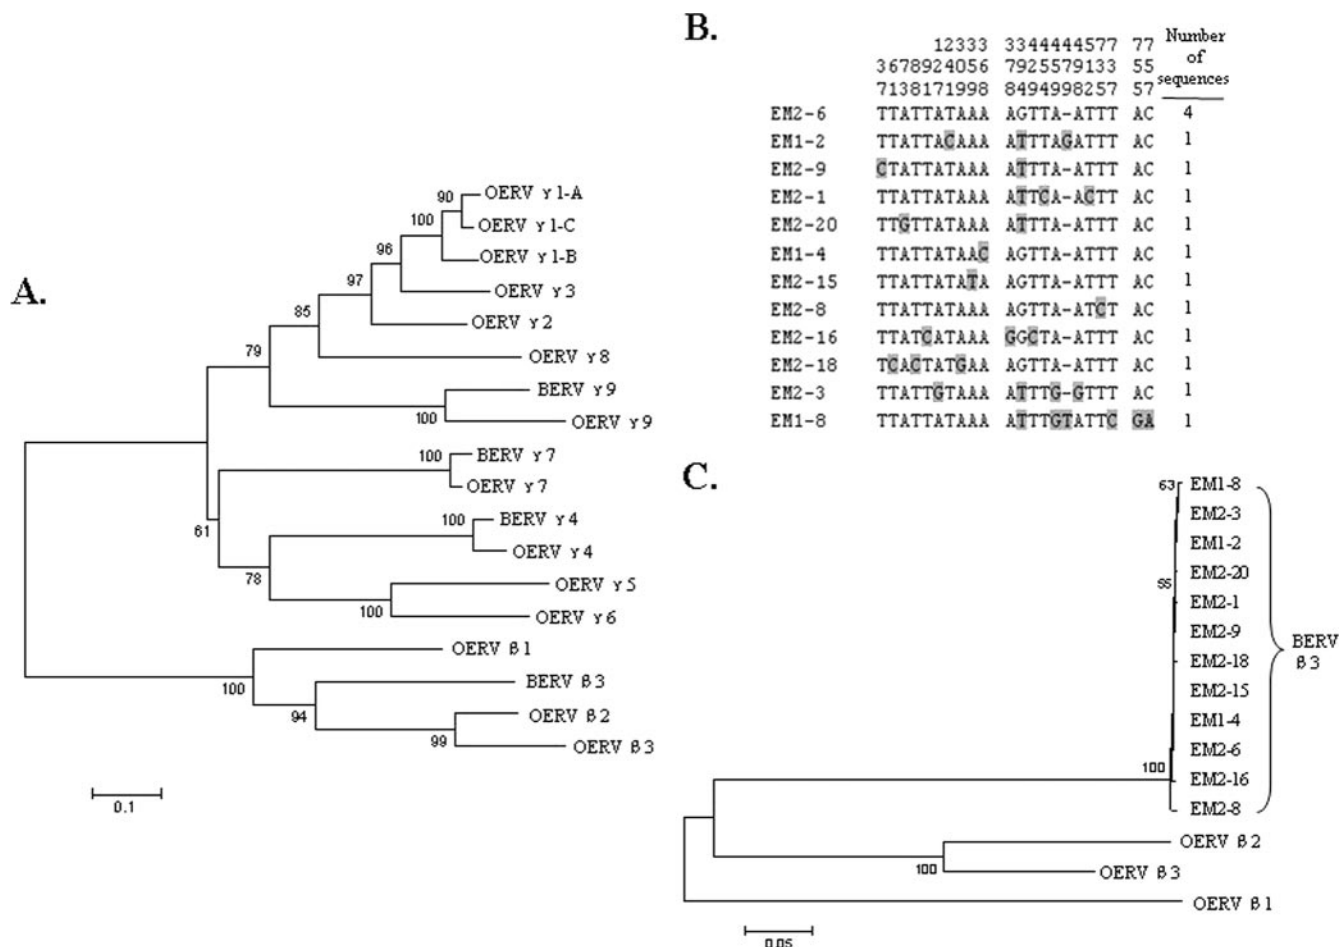 A.
90
OERV γ1-A
100
OERV γ1-C
96
OERV γ1-B
97
OERV γ3
85
OERV γ2
79
OERV γ8
BERV γ9
100
OERV γ9
100
BERV γ7
OERV γ7
61
100
BERV γ4
OERV γ4
78
OERV γ5
100
OERV γ6
OERV β1
100
BERV β3
94
OERV β2
99
OERV β3
0.1
B.
Number
of
sequences
12333 3344444577 77
3678924056 7925579133 55
7138171998 8494998257 57
EM2-6 TTATTATAAA AGTTA-ATTT AC 4
EM1-2 TTATTACAAA ATTTAGATTT AC 1
EM2-9 CTATTATAAA ATTTA-ATTT AC 1
EM2-1 TTATTATAAA ATTCA-ACTT AC 1
EM2-20 TTGTTATAAA ATTTA-ATTT AC 1
EM1-4 TTATTATAAC AGTTA-ATTT AC 1
EM2-15 TTATTATATA AGTTA-ATTT AC 1
EM2-8 TTATTATAAA AGTTA-ATCT AC 1
EM2-16 TTATCATAAA GGCTA-ATTT AC 1
EM2-18 TCACTATGAA AGTTA-ATTT AC 1
EM2-3 TTATTGTAAA ATTTG-GTTT AC 1
EM1-8 TTATTATAAA ATTTGTATTC GA 1
C.
63
EM1-8
EM2-3
EM1-2
EM2-20
55
EM2-1
EM2-9
EM2-18
EM2-15
EM1-4
EM2-6
100
EM2-16
EM2-8
BERV
β3
OERV β2
100
OERV β3
OERV β1
0.05